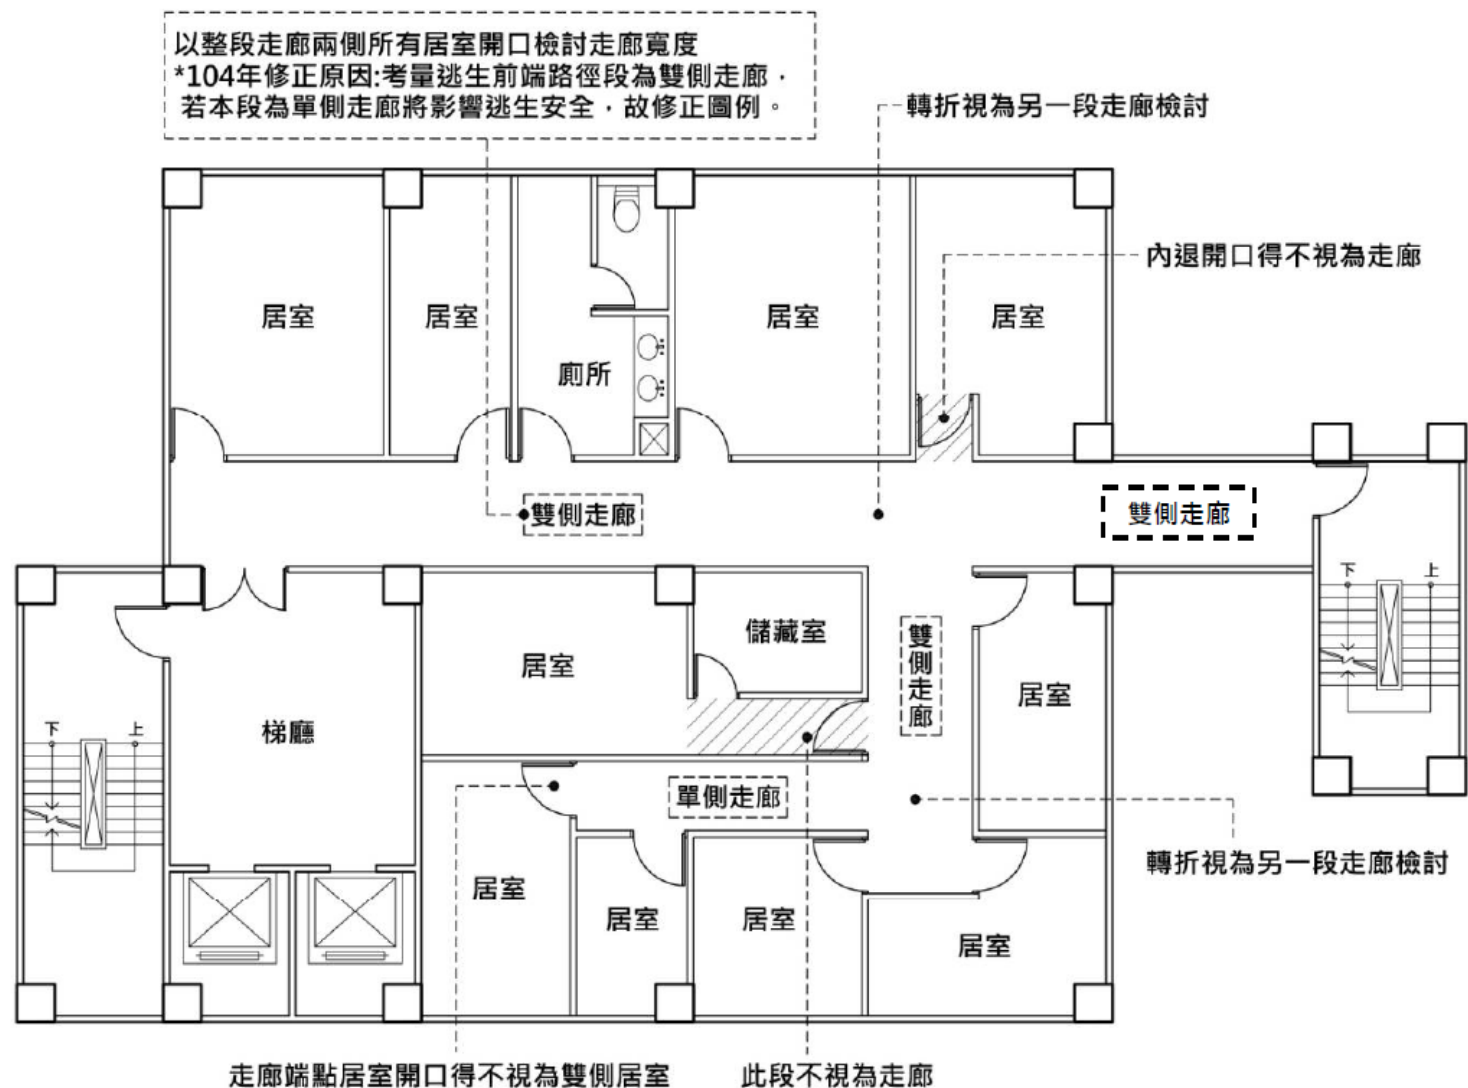 以整段走廊兩側所有居室開口檢討走廊寬度
*104年修正原因:考量逃生前端路徑段為雙側走廊，
若本段為單側走廊將影響逃生安全，故修正圖例。
轉折視為另一段走廊檢討
內退開口得不視為走廊
居室
居室
廁所
居室
居室
雙側走廊
雙側走廊
下
上
居室
儲藏室
雙側走廊
居室
梯廳
下
上
單側走廊
轉折視為另一段走廊檢討
居室
居室
居室
居室
走廊端點居室開口得不視為雙側居室
此段不視為走廊